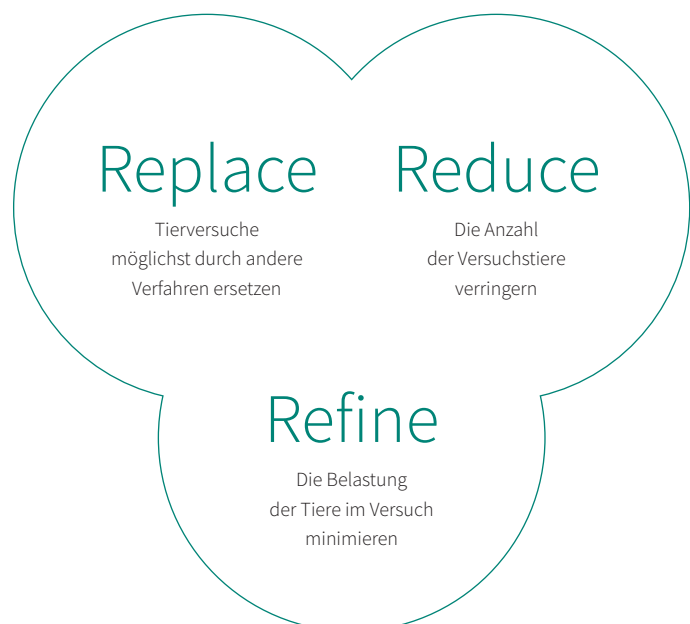 Replace
Tierversuche
möglichst durch andere
Verfahren ersetzen
Reduce
Die Anzahl
der Versuchstiere
verringern
Refine
Die Belastung
der Tiere im Versuch
minimieren